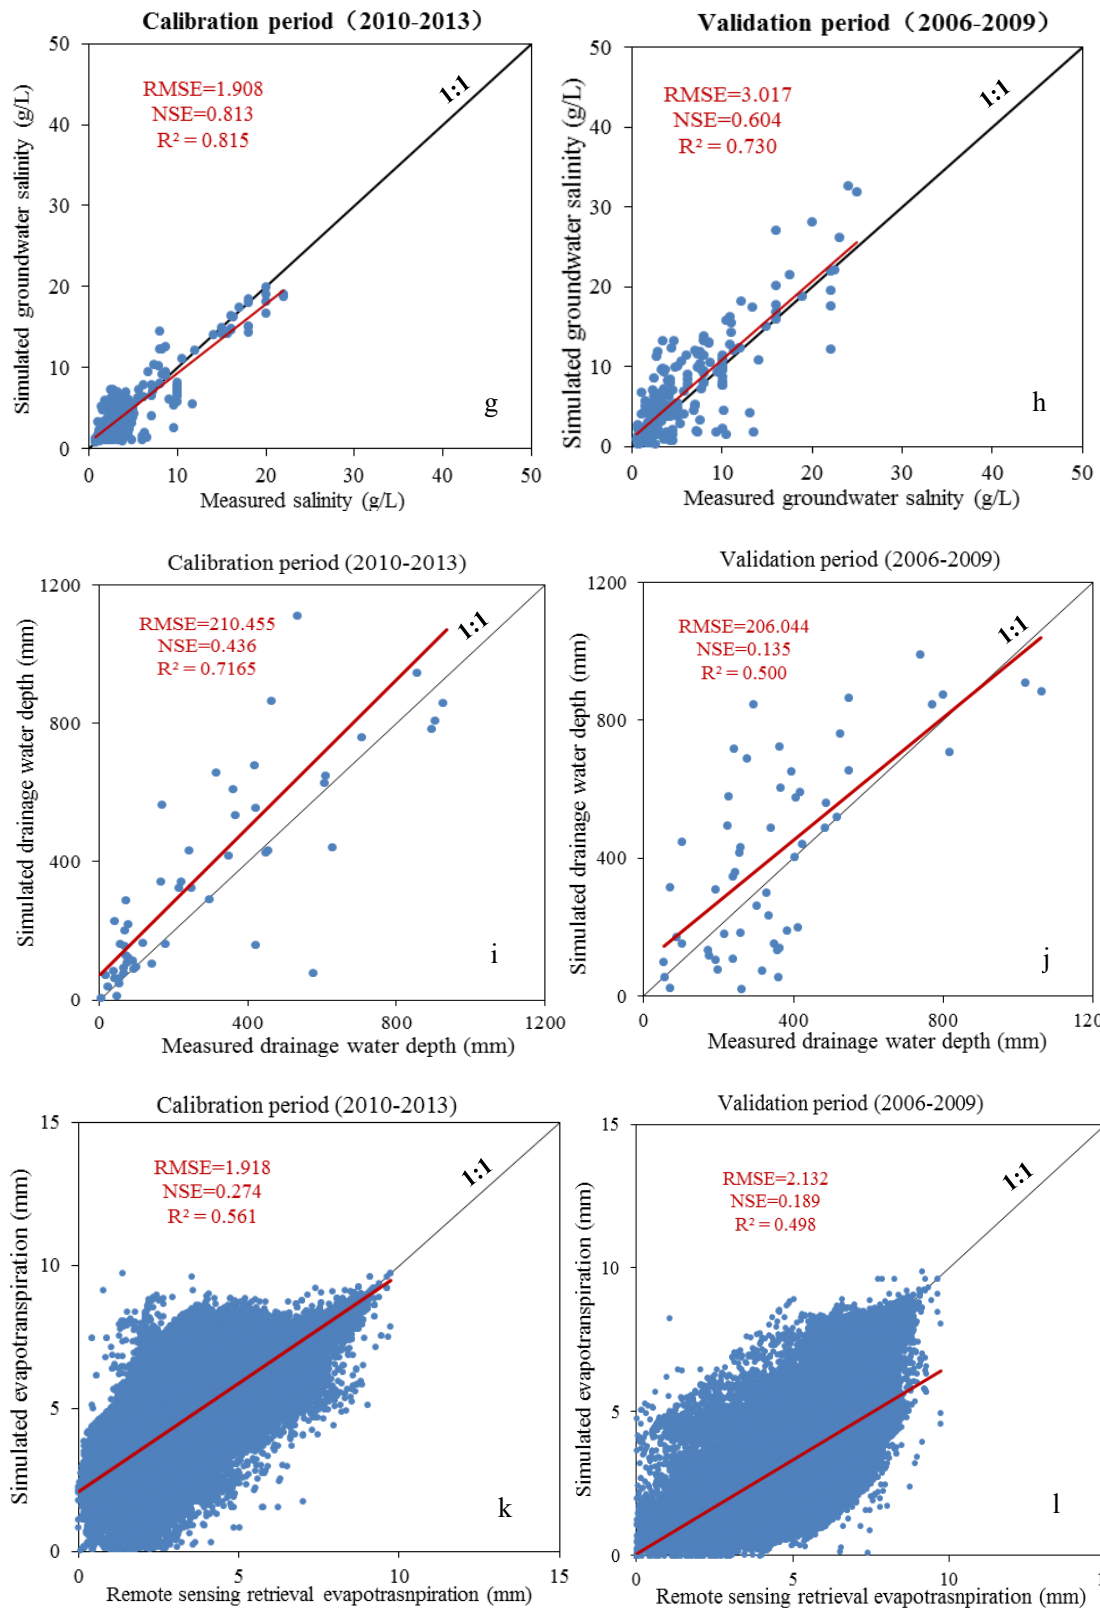 Calibration period（2010-2013）
50
40
30
20
10
0
Simulated groundwater salinity (g/L)
RMSE=1.908
NSE=0.813
R² = 0.815
1:1
g
0 10 20 30 40 50
Measured salinity (g/L)
Validation period（2006-2009）
50
40
30
20
10
0
Simulated groundwater salinity (g/L)
RMSE=3.017
NSE=0.604
R² = 0.730
1:1
h
0 10 20 30 40 50
Measured groundwater salinity (g/L)
Calibration period (2010-2013)
1200
800
400
0
Simulated drainage water depth (mm)
RMSE=210.455
NSE=0.436
R² = 0.7165
1:1
i
0 400 800 1200
Measured drainage water depth (mm)
Validation period (2006-2009)
1200
800
400
0
Simulated drainage water depth (mm)
RMSE=206.044
NSE=0.135
R² = 0.500
1:1
j
0 400 800 120
Measured drainage water depth (mm)
Calibration period (2010-2013)
15
10
5
0
Simulated evapotranspiration (mm)
RMSE=1.918
NSE=0.274
R² = 0.561
1:1
k
0 5 10 15
Remote sensing retrieval evapotrasnpiration (mm)
Validation period (2006-2009)
15
10
5
0
Simulated evapotranspiration (mm)
RMSE=2.132
NSE=0.189
R² = 0.498
1:1
l
0 5 10 1
Remote sensing retrieval evapotrasnpiration (mm)